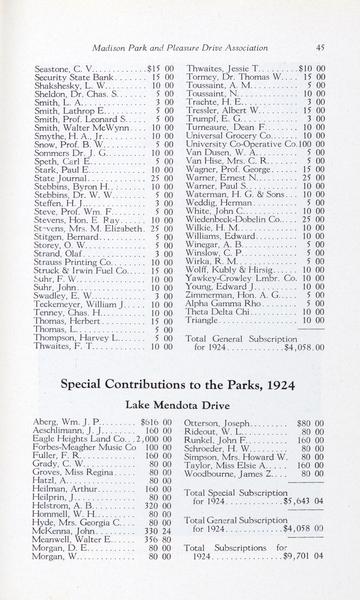 Madison Park and Pleasure Drive Association 45
Seastone, C. V. $15 00
Security State Bank 15 00
Shakshesky, L. W. 10 00
Sheldon, Dr. Chas. S. 5 00
Smith, L. A. 3 00
Smith, Lathrop E. 5 00
Smith, Prof. Leonard S. 5 00
Smith, Walter McWynn 10 00
Smythe, H. A., Jr. 10 00
Snow, Prof. B. W. 5 00
Sommers Dr. J. G. 10 00
Speth, Carl E. 5 00
Stark, Paul E. 10 00
State Journal 25 00
Stebbins, Byron H. 10 00
Stebbins, Dr. W. W. 5 00
Steffen, H. J. 3 00
Steve, Prof. Wm. F. 5 00
Stevens, Hon. E. Ray 10 00
Stevens, Mrs. M. Elizabeth. 25 00
Stitgen, Bernard 5 00
Storey, O. W. 5 00
Strand, Olaf 3 00
Strauss Printing Co. 10 00
Struck & Irwin Fuel Co. 15 00
Suhr, F. W. 10 00
Suhr, John 10 00
Swadley, E. W. 3 00
Teckemeyer, William J. 10 00
Tenney, Chas. H. 10 00
Thomas, Herbert 15 00
Thomas, L. 5 00
Thompson, Harvey L. 5 00
Thwaites, F. T. 10 00
Thwaites, Jessie T. $10 00
Tormey, Dr. Thomas W. 15 00
Toussaint, A. M. 5 00
Toussaint, N. 10 00
Trachte, H. E. 3 00
Tressler, Albert W. 15 00
Trumpf, E. G. 3 00
Turneaure, Dean F. 10 00
Universal Grocery Co. 10 00
University Co-Operative Co.100 00
Van Dusen, W. A. 5 00
Van Hise, Mrs. C. R. 5 00
Wagner, Prof. George 15 00
Warner, Ernest N. 25 00
Warner, Paul S. 10 00
Waterman, H. G. & Sons 10 00
Weddig, Herman 5 00
White, John C. 10 00
Wiedenbeck-Dobelin Co. 25 00
Wilkie, H. M. 10 00
Williams, Edward 10 00
Winegar, A. B. 5 00
Winslow, C. P. 5 00
Wirka, R. M. 5 00
Wolff, Kubly & Hirsig 10 00
Yawkey-Crowley Lmbr. Co. 10 00
Young, Edward J. 10 00
Zimmerman, Hon. A. G. 5 00
Alpha Gamma Rho 5 00
Theta Delta Chi 10 00
Triangle 10 00
Total General Subscription
for 1924 $4,058.00
Special Contributions to the Parks, 1924
Lake Mendota Drive
Aberg, Wm. J. P. $616 00
Aeschlimann, J. J. 160 00
Eagle Heights Land Co. 2,000 00
Forbes-Meagher Music Co 100 00
Fuller, F. R. 160 00
Grady, C. W. 80 00
Groves, Miss Regina 80 00
Hatzl, A. 80 00
Heilman, Arthur 160 00
Heilprin, J. 80 00
Helstrom, A. B. 320 00
Hommell, W. H. 80 00
Hyde, Mrs. Georgia C. 80 00
McKenna, John 330 24
Meanwell, Walter E. 356 80
Morgan, D. E. 80 00
Morgan, W. 80 00
Otterson, Joseph $80 00
Rideout, W. L. 80 00
Runkel, John F. 160 00
Schroeder, H. W. 80 00
Simpson, Mrs. Howard W. 80 00
Taylor, Miss Elsie A. 160 00
Woodbourne, James Z. 80 00
Total Special Subscription
for 1924 $5,643 04
Total General Subscription
for 1924 $4,058 00
Total Subscriptions for
1924 $9,701 04